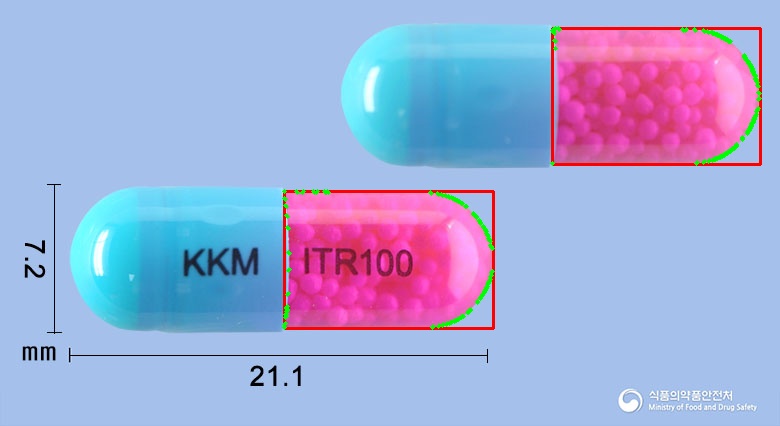 KKM ITR100
7.2
mm
21.1
식품의약품안전처
Ministry of Food and Drug Safety